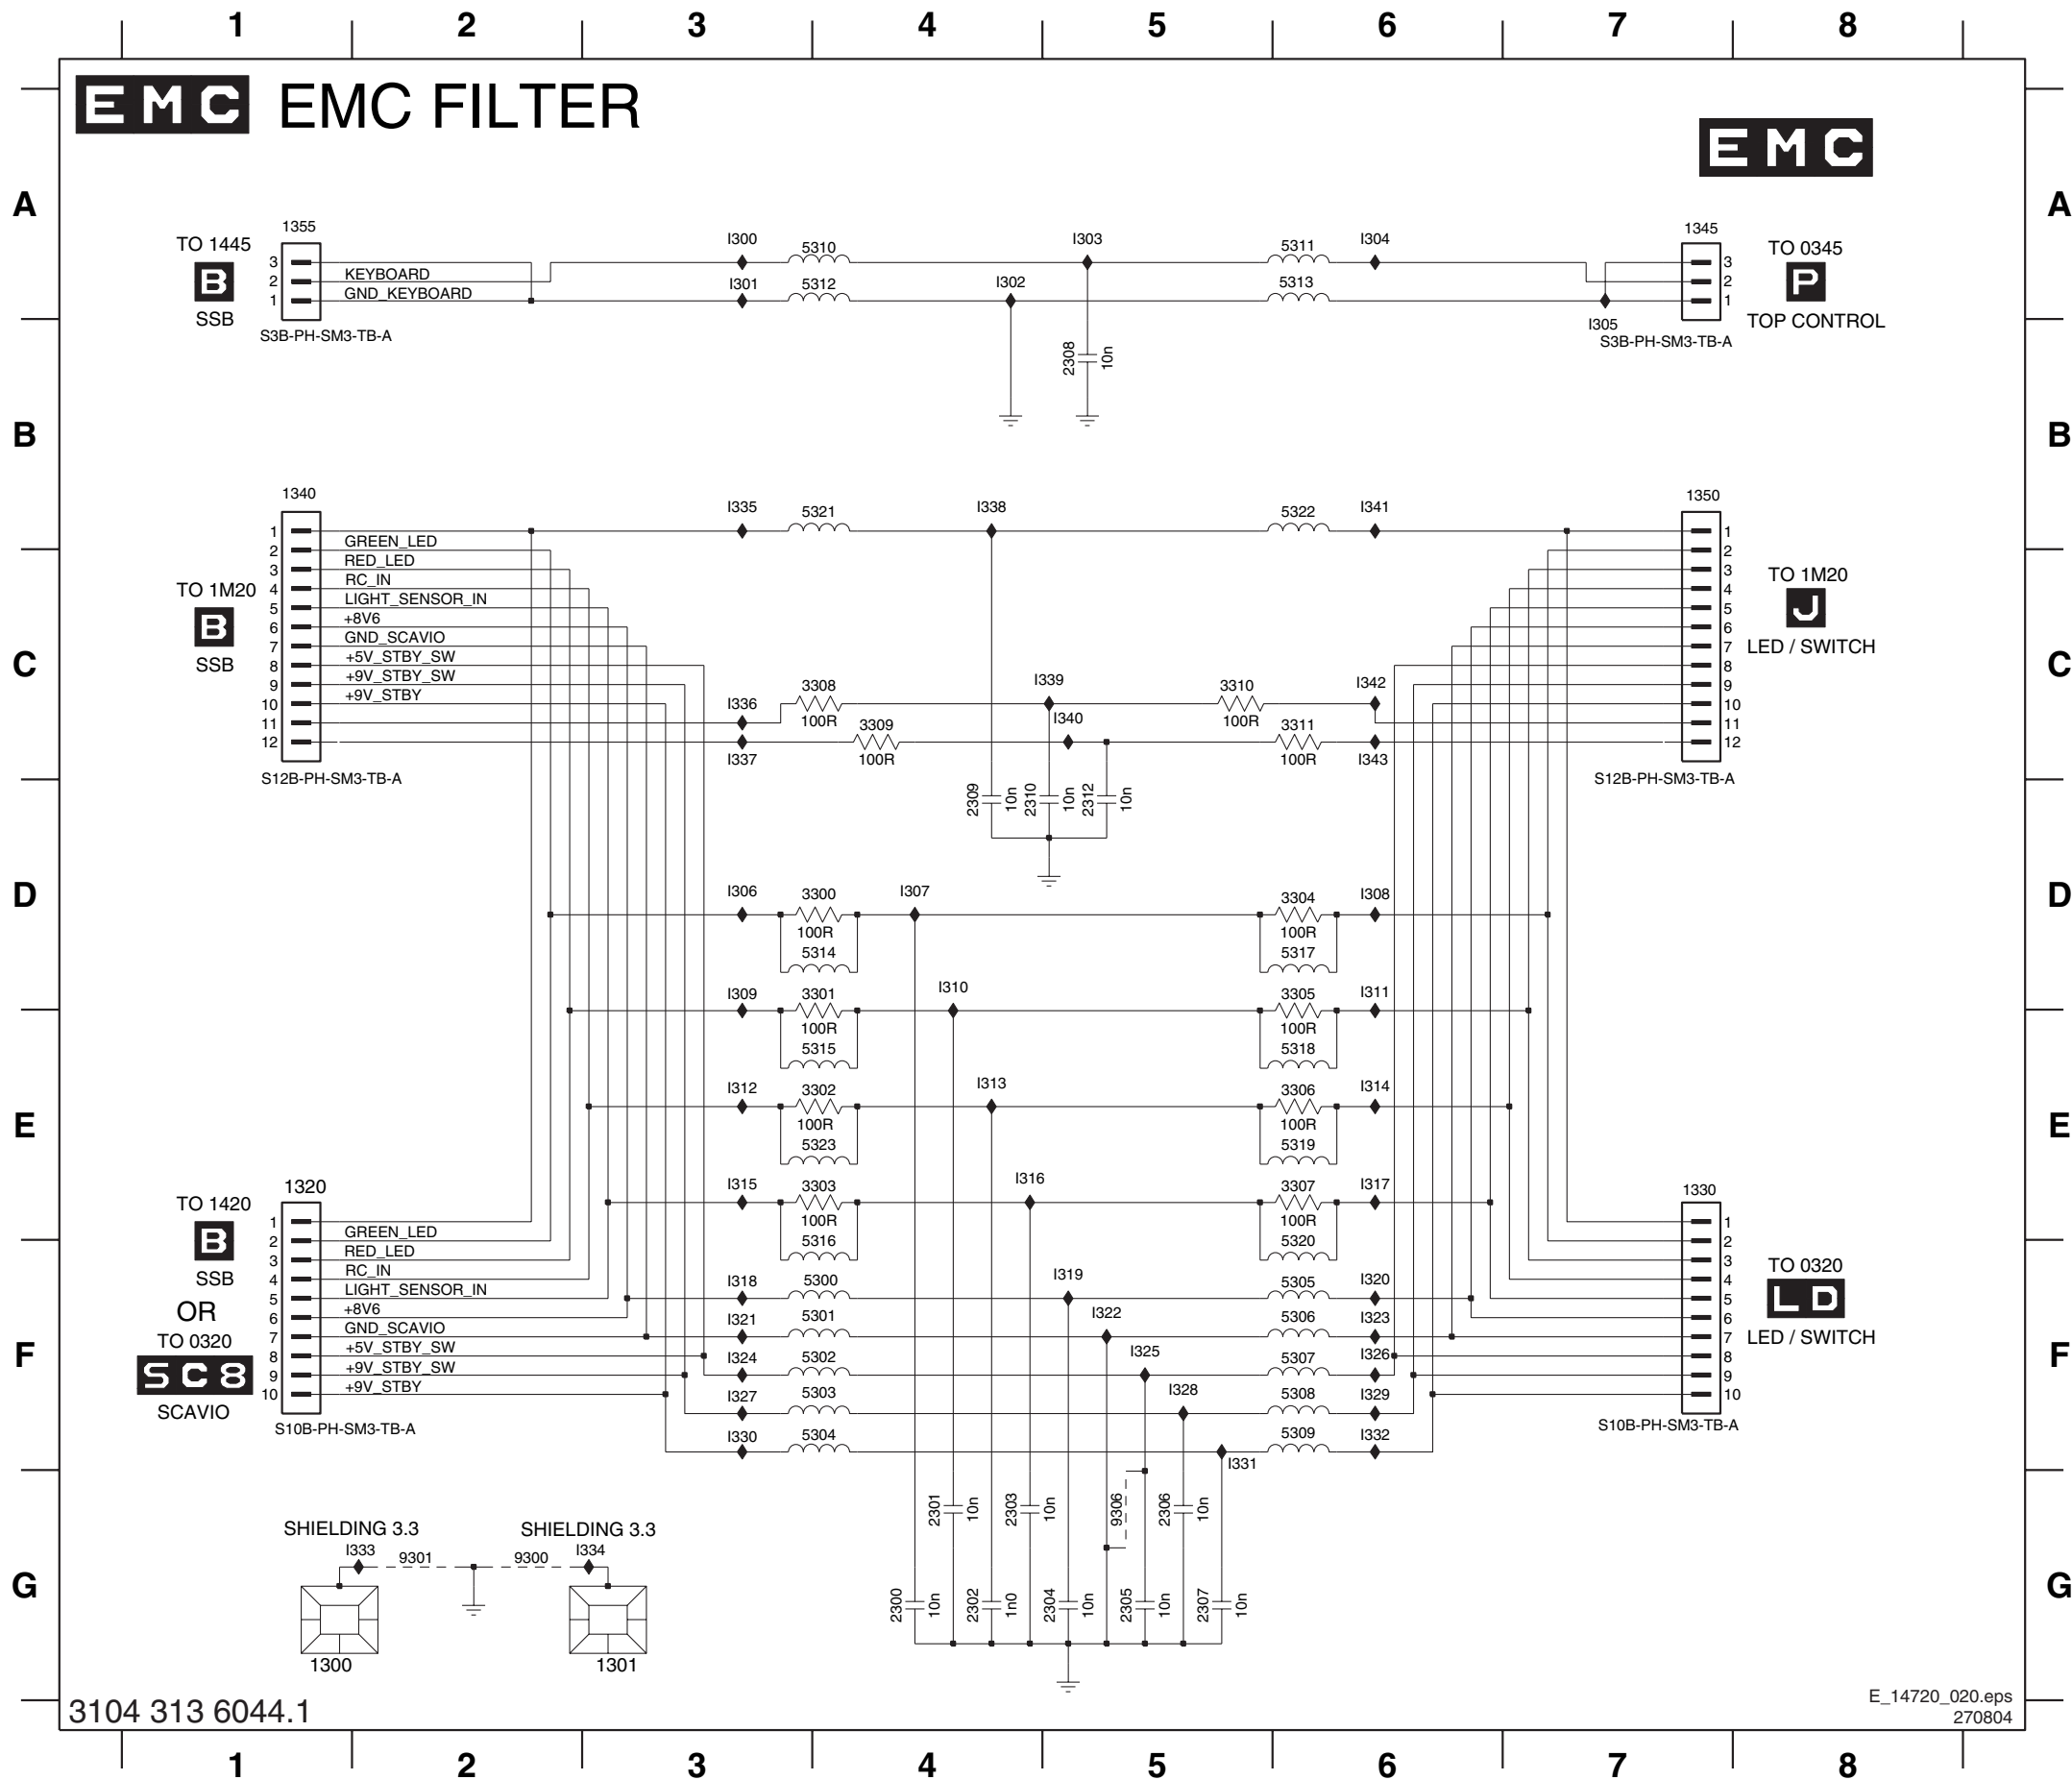 1 2 3 4 5 6 7 8
EMC EMC FILTER
EMC
A A
1355 I300 5310 I303 5311 I304 1345
TO 1445 TO 0345
3 3
B KEYBOARD 2 2 P
I301 5312 I302 5313
GND_KEYBOARD 1 1
SSB I305 TOP CONTROL
S3B-PH-SM3-TB-A S3B-PH-SM3-TB-A
2308 10n
B B
1340 I335 5321 I338 5322 I341 1350
1 1
GREEN_LED
2 2
RED_LED
3 3
RC_IN
4 4
TO 1M20 TO 1M20
LIGHT_SENSOR_IN
5 5
B J
+8V6
6 6
GND_SCAVIO
7 7
SSB LED / SWITCH
+5V_STBY_SW
8 8
C C
+9V_STBY_SW
9 9
+9V_STBY
10 10
I336 3308 100R I339 3310 100R I342
11 11
12 12
I337 3309 100R I340 3311 100R I343
S12B-PH-SM3-TB-A S12B-PH-SM3-TB-A
2309 10n 2310 10n 2312 10n
D D
I306 3300 I307 3304 I308
100R 100R
5314 5317
I309 3301 I310 3305 I311
100R 100R
5315 5318
I312 3302 I313 3306 I314
100R 100R
5323 5319
E E
I315 3303 I316 3307 I317
100R 100R
5316 5320
1320 1330
TO 1420
1 1
GREEN_LED
B 2 2
RED_LED
3 3
SSB RC_IN
4 4
LIGHT_SENSOR_IN
5 5
OR +8V6
6 6
TO 0320 GND_SCAVIO
7 7
+5V_STBY_SW
8 8
SC8 +9V_STBY_SW
9 9
+9V_STBY
10 10
SCAVIO
S10B-PH-SM3-TB-A S10B-PH-SM3-TB-A
TO 0320
LD
LED / SWITCH
F F
I318 5300 I319 5305 I320
I321 5301 I322 5306 I323
I324 5302 I325 5307 I326
I327 5303 I328 5308 I329
I330 5304 I331 5309 I332
2301 10n 2303 10n 9306 2306 10n
2300 10n 2302 1n0 2304 10n 2305 10n 2307 10n
SHIELDING 3.3 SHIELDING 3.3
I333 9301 9300 I334
G G
1300 1301
3104 313 6044.1
E_14720_020.eps
270804
1 2 3 4 5 6 7 8